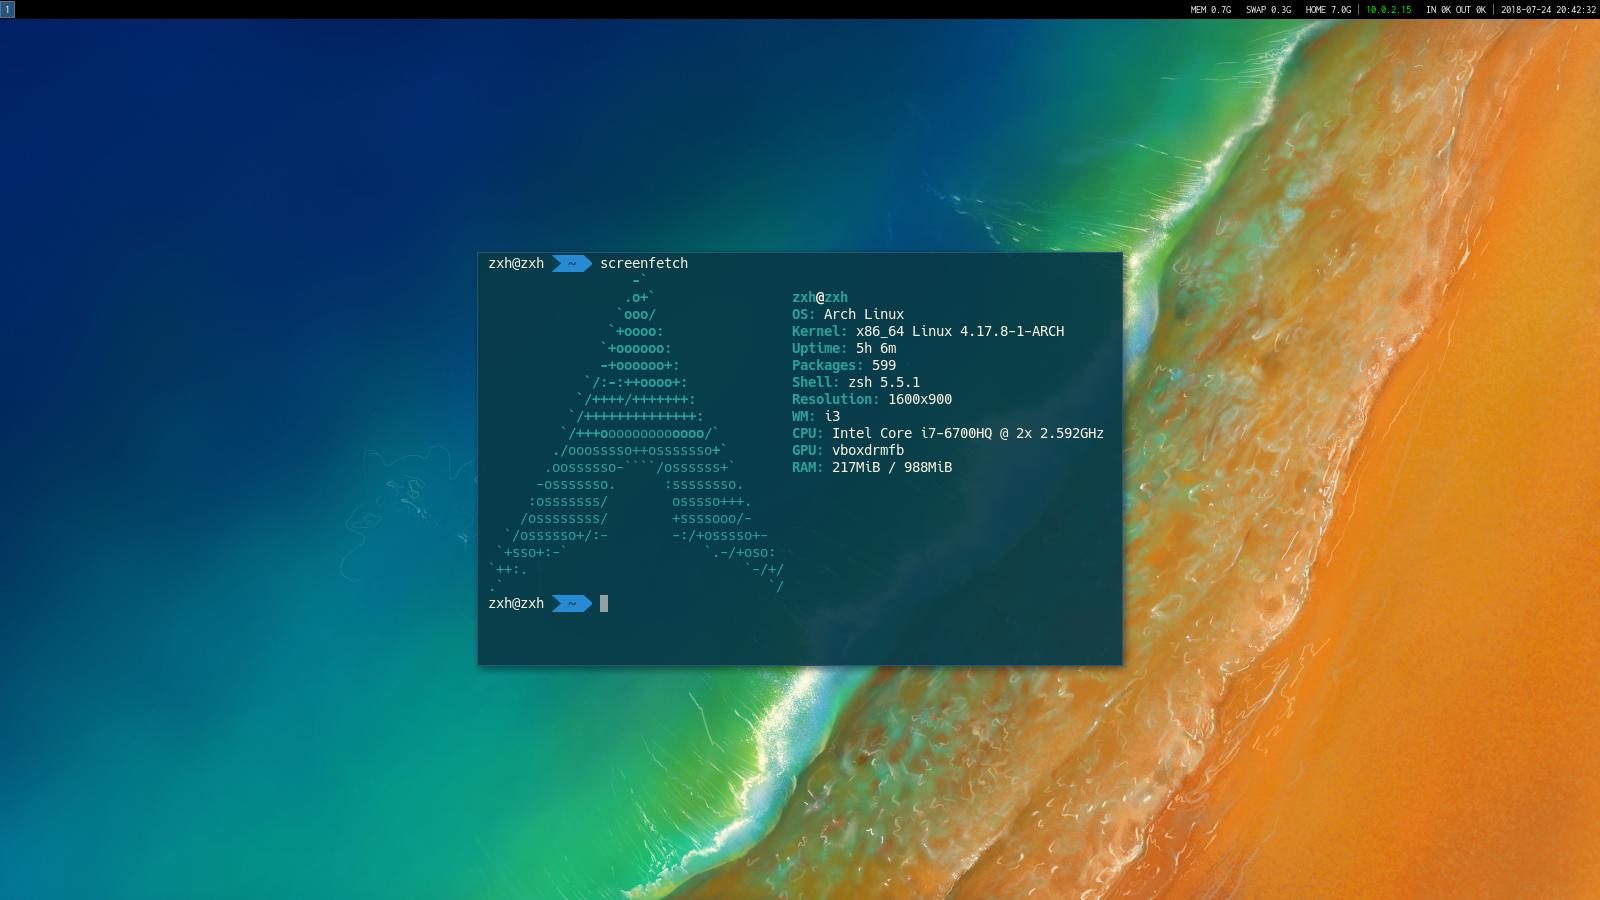 1 MEM 0.7G SWAP 0.3G HOME 7.0G | 10.0.2.15 IN 0K OUT 0K | 2018-07-24 20:42:32
zxh@zxh ~ screenfetch
-`
.o+` zxh@zxh
`ooo/ OS: Arch Linux
`+oooo: Kernel: x86_64 Linux 4.17.8-1-ARCH
`+oooooo: Uptime: 5h 6m
-+oooooo+: Packages: 599
`/:-:++oooo+: Shell: zsh 5.5.1
`/++++/+++++++: Resolution: 1600x900
`/++++++++++++++: WM: i3
`/+++ooooooooooooo/` CPU: Intel Core i7-6700HQ @ 2x 2.592GHz
./ooosssso++osssssso+` GPU: vboxdrmfb
.oossssso-````/ossssss+` RAM: 217MiB / 988MiB
-osssssso. :ssssssso.
:osssssss/ osssso+++.
/ossssssss/ +ssssooo/-
`/ossssso+/:- -:/+osssso+-
`+sso+:-` `.-/+oso:
`++:. `-/+/
.` `/
zxh@zxh ~